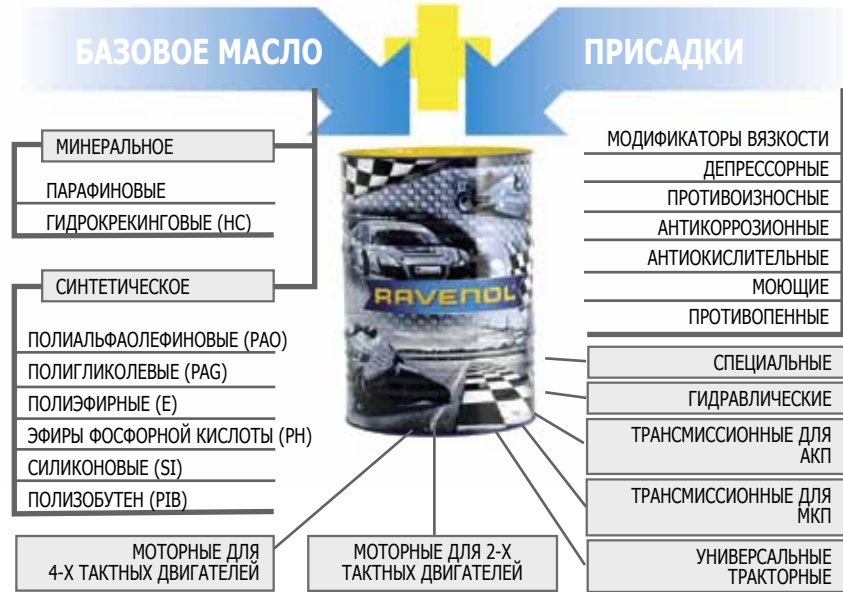 БАЗОВОЕ МАСЛО
ПРИСАДКИ
МИНЕРАЛЬНОЕ
ПАРАФИНОВЫЕ
ГИДРОКРЕКИНГОВЫЕ (HC)
СИНТЕТИЧЕСКОЕ
ПОЛИАЛЬФАОЛЕФИНОВЫЕ (PAO)
ПОЛИГЛИКОЛЕВЫЕ (PAG)
ПОЛИЭФИРНЫЕ (E)
ЭФИРЫ ФОСФОРНОЙ КИСЛОТЫ (PH)
СИЛИКОНОВЫЕ (SI)
ПОЛИЗОБУТЕН (PIB)
RAVENOL
МОДИФИКАТОРЫ ВЯЗКОСТИ
ДЕПРЕССОРНЫЕ
ПРОТИВОИЗНОСНЫЕ
АНТИКОРРОЗИОННЫЕ
АНТИОКИСЛИТЕЛЬНЫЕ
МОЮЩИЕ
ПРОТИВОПЕННЫЕ
СПЕЦИАЛЬНЫЕ
ГИДРАВЛИЧЕСКИЕ
ТРАНСМИССИОННЫЕ ДЛЯ
АКП
ТРАНСМИССИОННЫЕ ДЛЯ
МКП
УНИВЕРСАЛЬНЫЕ
ТРАКТОРНЫЕ
МОТОРНЫЕ ДЛЯ
4-Х ТАКТНЫХ ДВИГАТЕЛЕЙ
МОТОРНЫЕ ДЛЯ 2-Х
ТАКТНЫХ ДВИГАТЕЛЕЙ